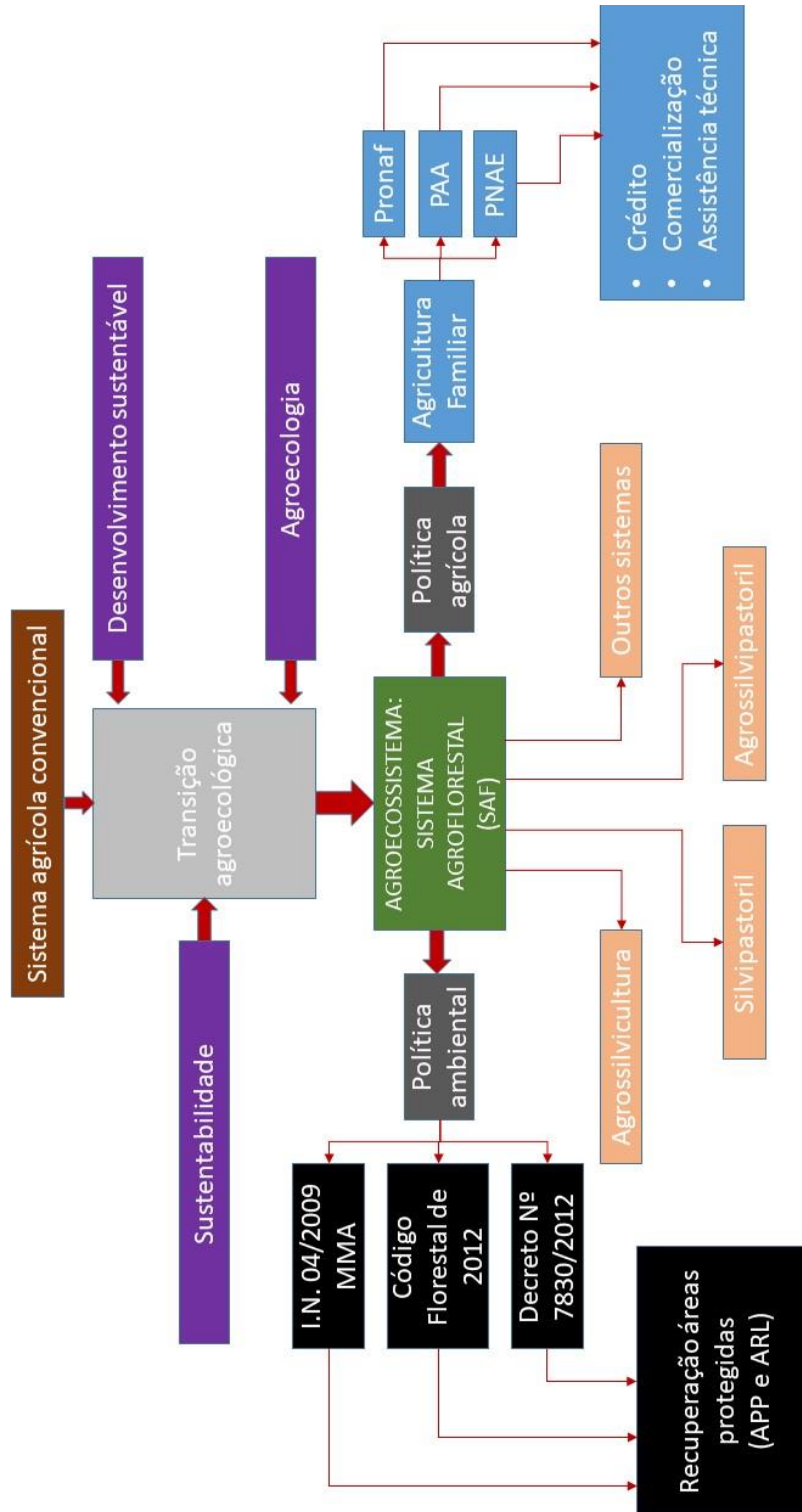 Sistema agrícola convencional
Sustentabilidade
Transição
agroecológica
Desenvolvimento sustentável
Agroecologia
I.N. 04/2009
MMA
Código
Florestal de
2012
Decreto Nº
7830/2012
Política
ambiental
AGROECOSSISTEMA:
SISTEMA
AGROFLORESTAL
(SAF)
Política
agrícola
Agricultura
Familiar
Pronaf
PAA
PNAE
Recuperação áreas
protegidas
(APP e ARL)
Agrossilvicultura
Silvipastoril
Agrossilvipastoril
Outros sistemas
• Crédito
• Comercialização
• Assistência técnica